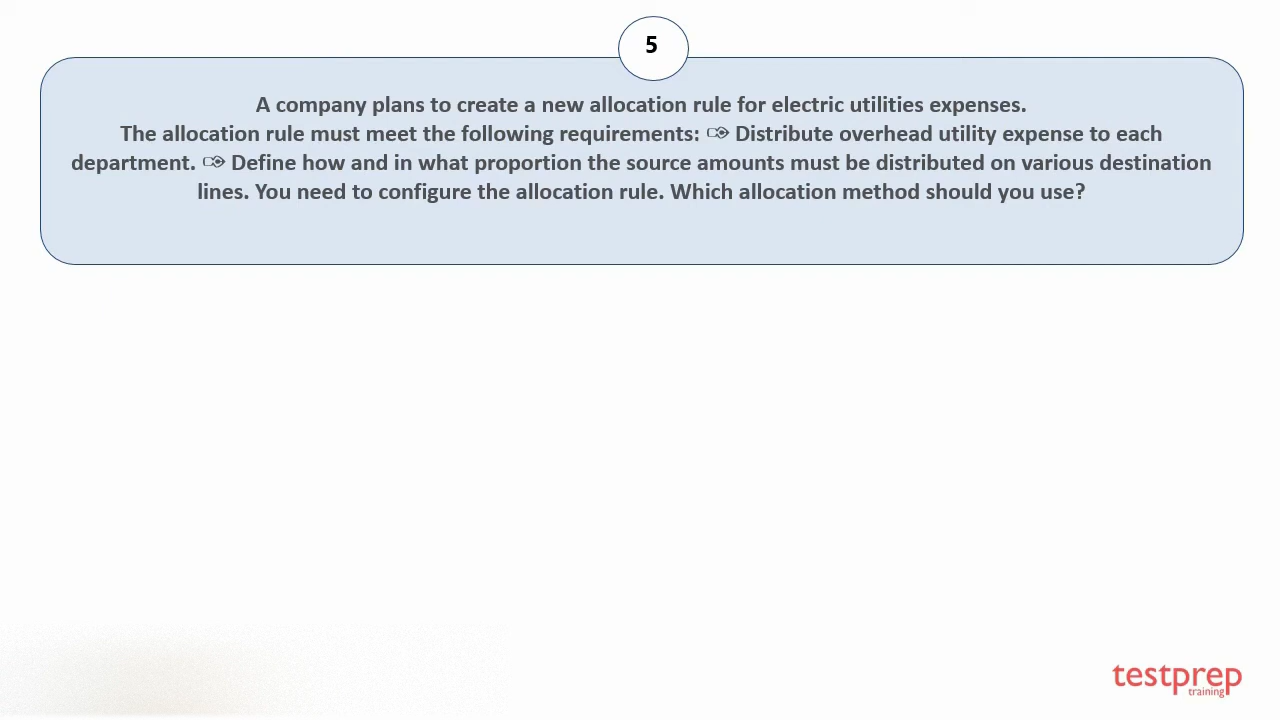 5
A company plans to create a new allocation rule for electric utilities expenses.
The allocation rule must meet the following requirements: ✑ Distribute overhead utility expense to each
department. ✑ Define how and in what proportion the source amounts must be distributed on various destination
lines. You need to configure the allocation rule. Which allocation method should you use?
testprep
training